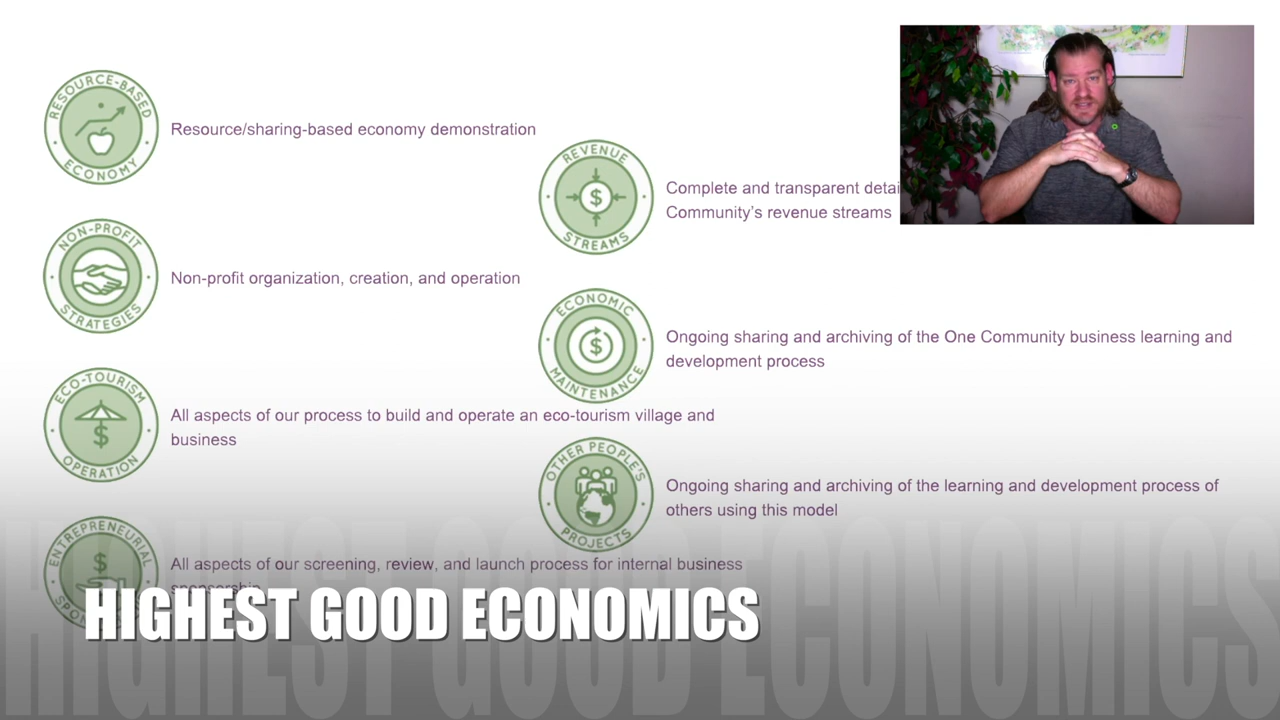 RESOURCE-BASED
ECONOMY
Resource/sharing-based economy demonstration
REVENUE
$
STREAMS
Complete and transparent
Community's revenue streams
NON-PROFIT
STRATEGIES
Non-profit organization, creation, and operation
ECONOMIC
$
MAINTENANCE
Ongoing sharing and archiving of the One Community business learning and
development process
ECO-TOURISM
$
OPERATION
All aspects of our process to build and operate an eco-tourism village and
business
OTHER PEOPLE'S
PROJECTS
Ongoing sharing and archiving of the learning and development process of
others using this model
ENTREPRENEURIAL
$
All aspects of our screening, review, and launch process for internal business
sponsorship
HIGHEST GOOD ECONOMICS
HIGHEST GOOD ECONOMICS